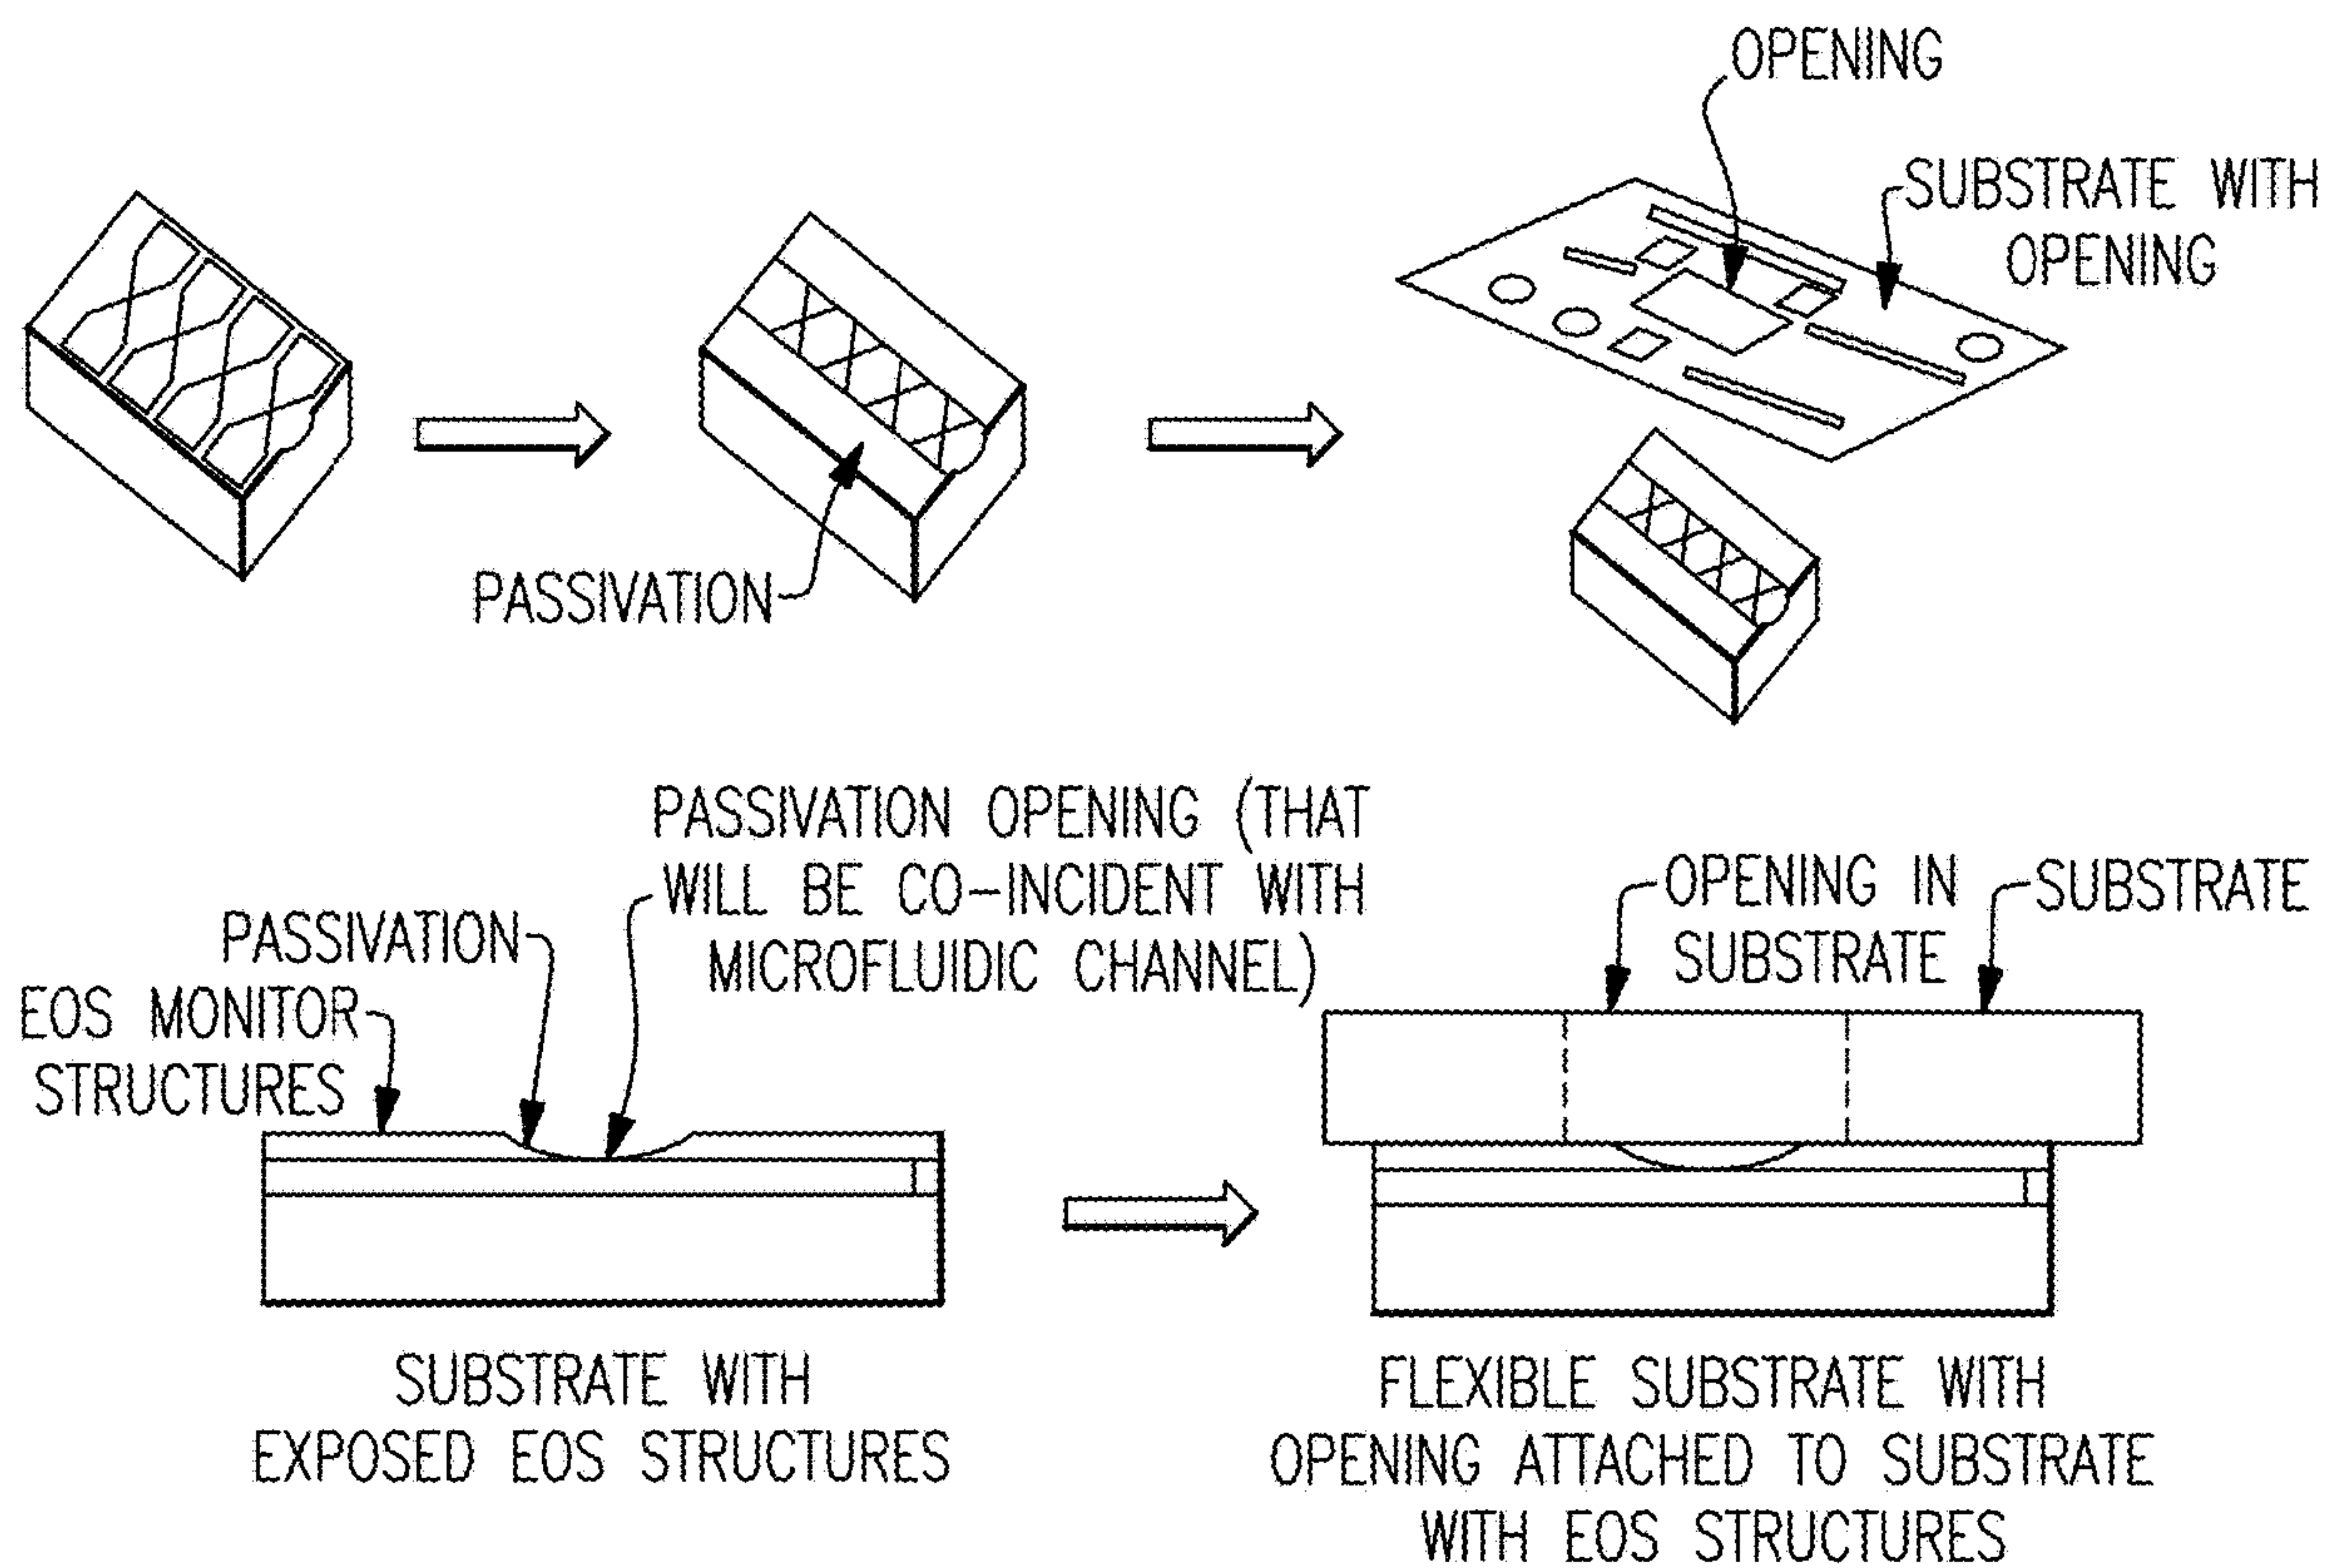 OPENING
SUBSTRATE WITH
OPENING
PASSIVATION
PASSIVATION OPENING (THAT
WILL BE CO-INCIDENT WITH
MICROFLUIDIC CHANNEL)
PASSIVATION
EOS MONITOR
STRUCTURES
OPENING IN
SUBSTRATE
SUBSTRATE
SUBSTRATE WITH
EXPOSED EOS STRUCTURES
FLEXIBLE SUBSTRATE WITH
OPENING ATTACHED TO SUBSTRATE
WITH EOS STRUCTURES